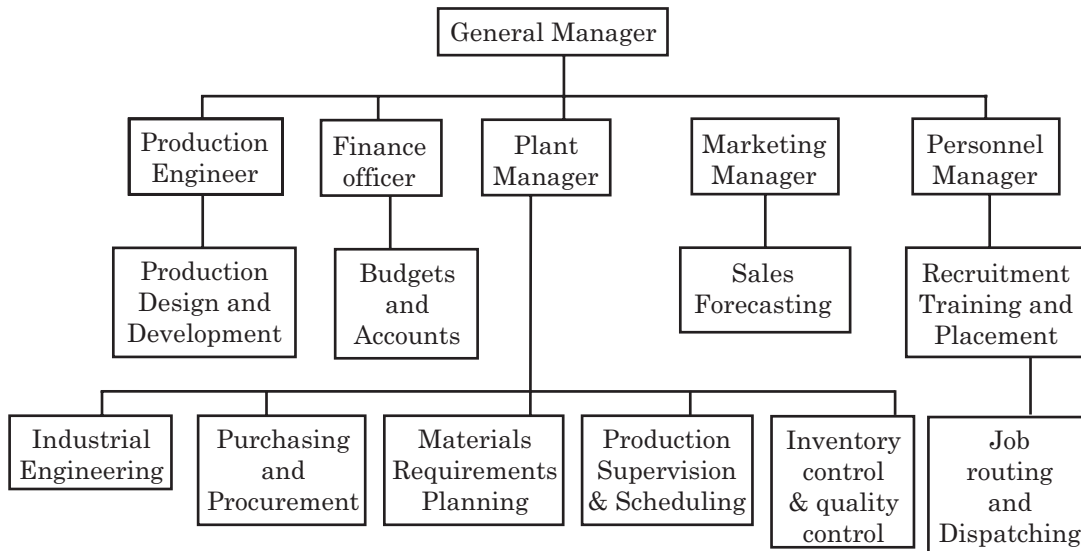 General Manager
Production
Engineer
Finance
officer
Plant
Manager
Marketing
Manager
Personnel
Manager
Production
Design and
Development
Budgets
and
Accounts
Sales
Forecasting
Recruitment
Training and
Placement
Industrial
Engineering
Purchasing
and
Procurement
Materials
Requirements
Planning
Production
Supervision
& Scheduling
Inventory
control
& quality
control
Job
routing
and
Dispatching